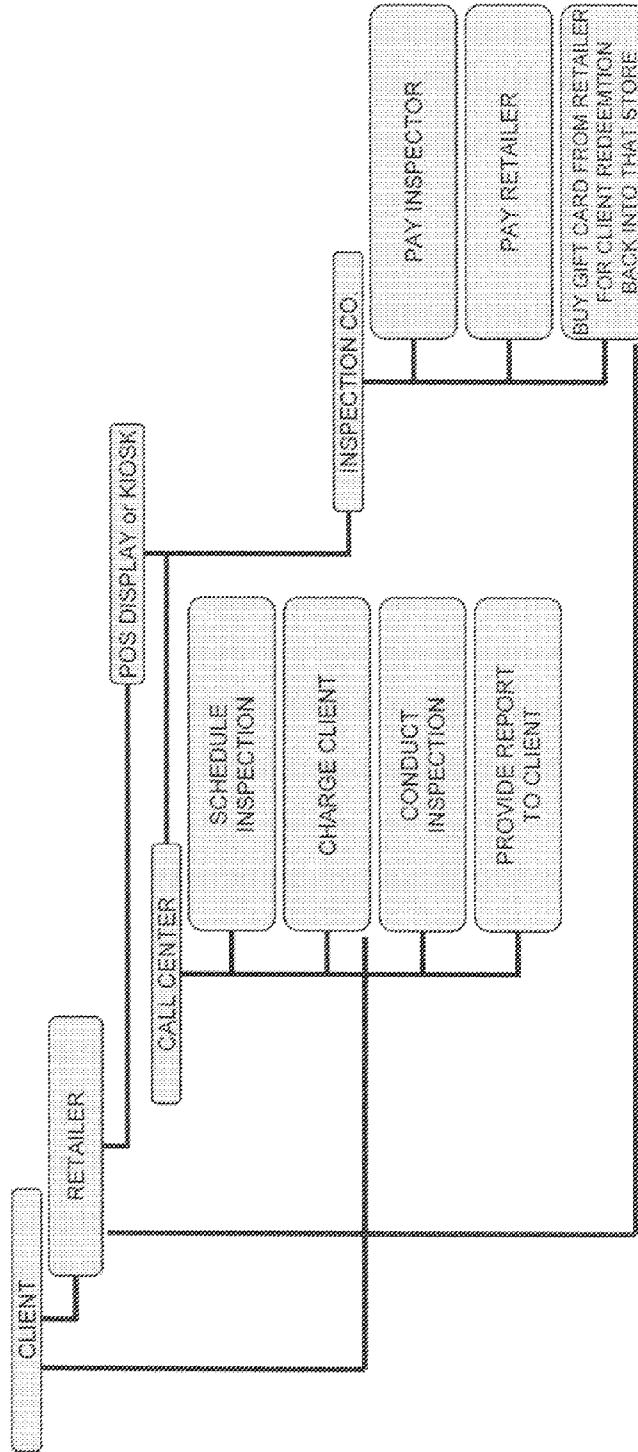 CLIENT
RETAILER
POS DISPLAY or KIOSK
CALL CENTER
SCHEDULE
INSPECTION
CHARGE CLIENT
CONDUCT
INSPECTION
PROVIDE REPORT
TO CLIENT
INSPECTION CO.
PAY INSPECTOR
PAY RETAILER
BUY GIFT CARD FROM RETAILER
FOR CLIENT REDEEMTION
BACK INTO THAT STORE